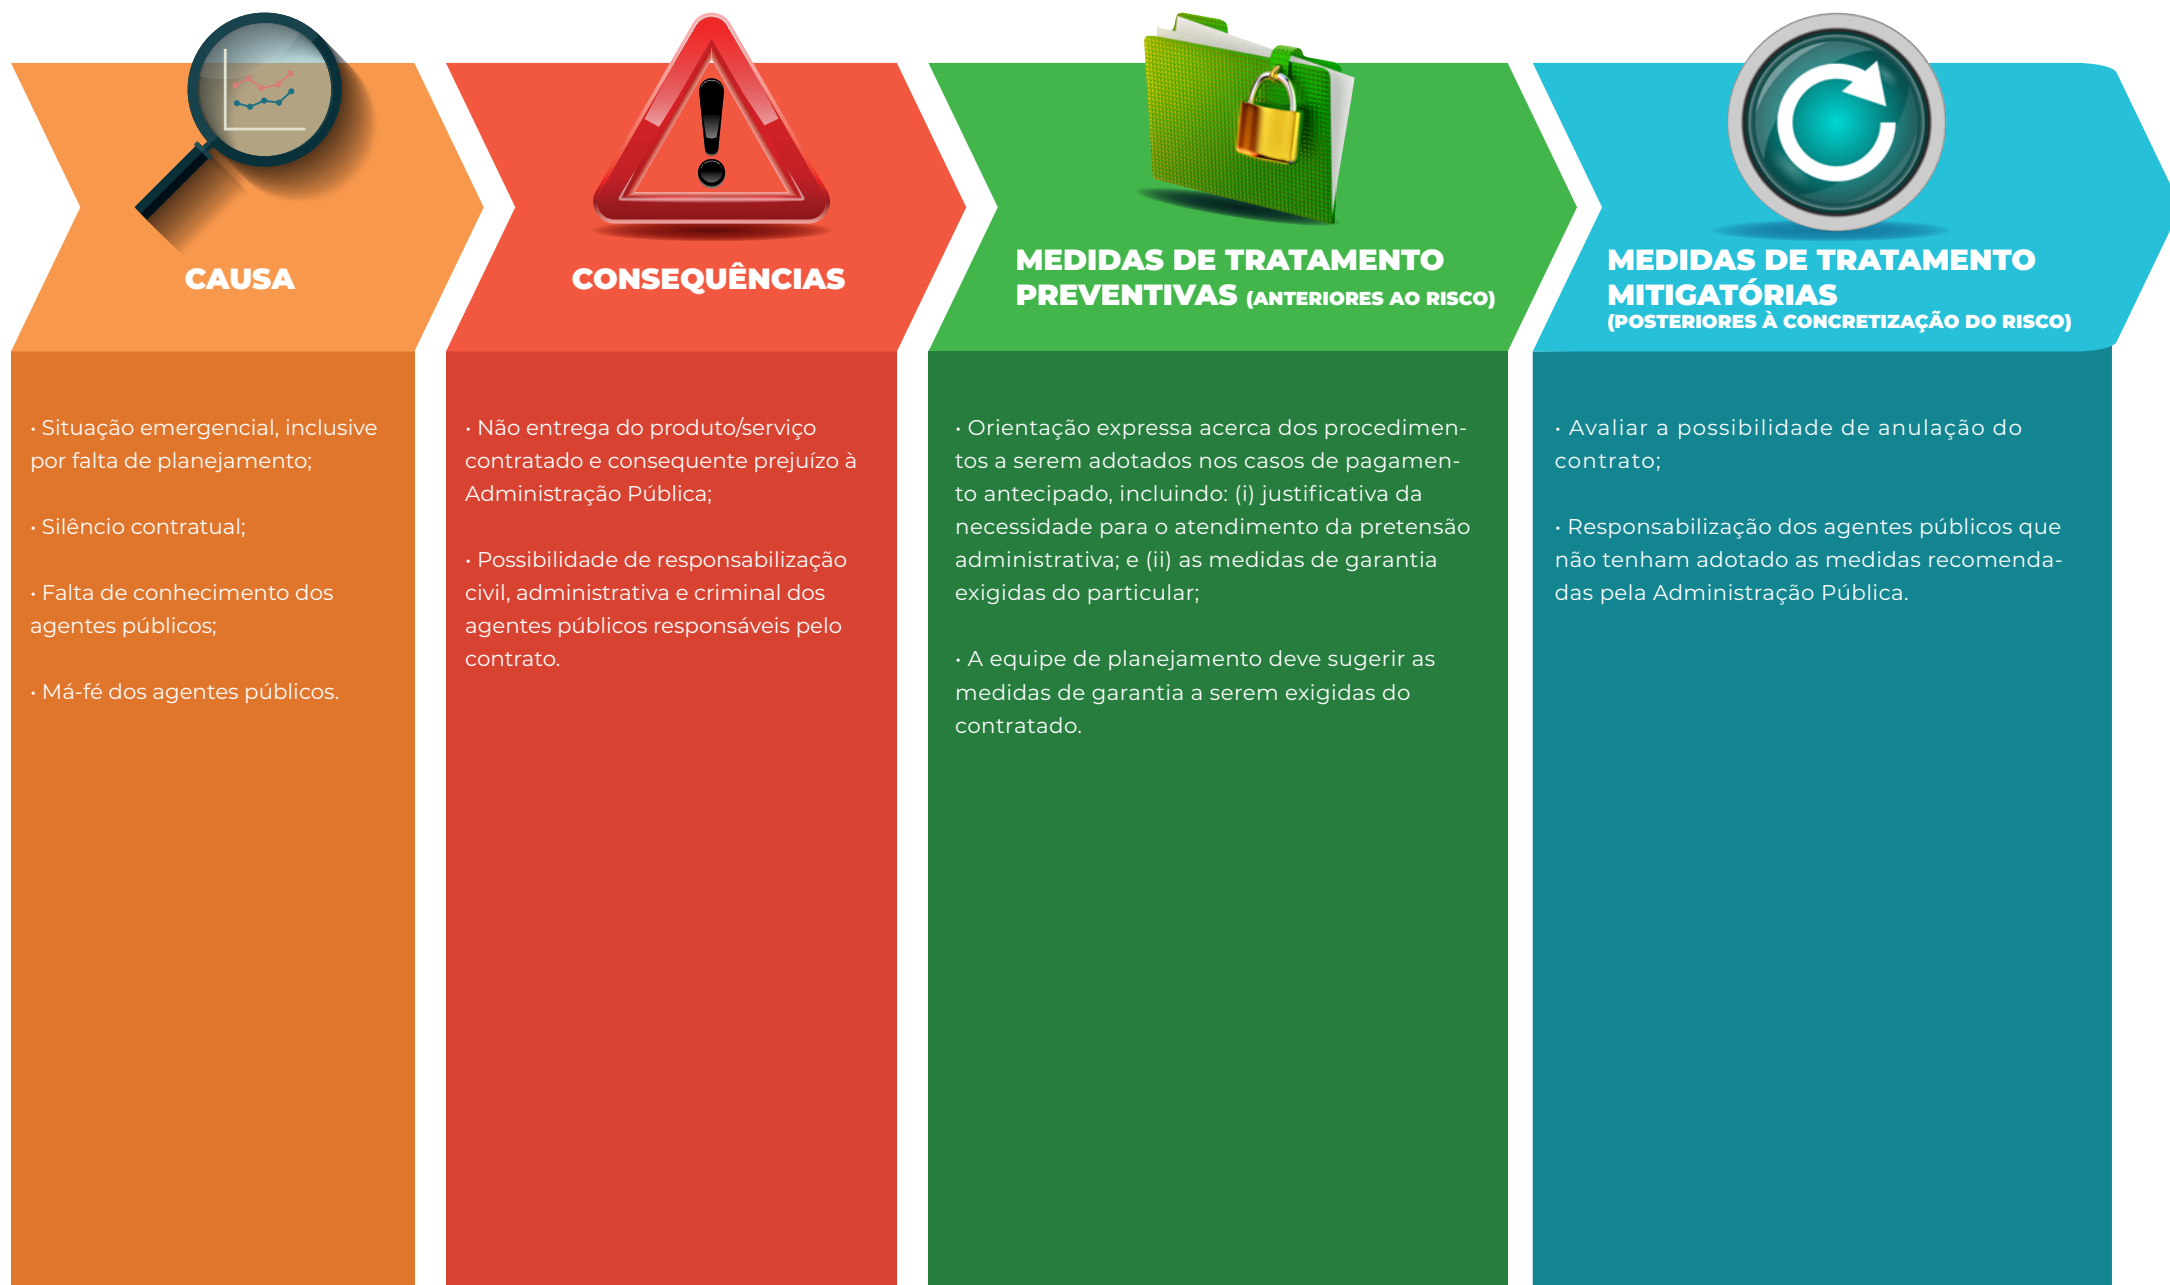 CAUSA
• Situação emergencial, inclusive
por falta de planejamento;
• Silêncio contratual;
• Falta de conhecimento dos
agentes públicos;
• Má-fé dos agentes públicos.
CONSEQUÊNCIAS
• Não entrega do produto/serviço
contratado e consequente prejuízo à
Administração Pública;
• Possibilidade de responsabilização
civil, administrativa e criminal dos
agentes públicos responsáveis pelo
contrato.
MEDIDAS DE TRATAMENTO
PREVENTIVAS (ANTERIORES AO RISCO)
• Orientação expressa acerca dos procedimen-
tos a serem adotados nos casos de pagamen-
to antecipado, incluindo: (i) justificativa da
necessidade para o atendimento da pretensão
administrativa; e (ii) as medidas de garantia
exigidas do particular;
• A equipe de planejamento deve sugerir as
medidas de garantia a serem exigidas do
contratado.
MEDIDAS DE TRATAMENTO
MITIGATÓRIAS
(POSTERIORES À CONCRETIZAÇÃO DO RISCO)
• Avaliar a possibilidade de anulação do
contrato;
• Responsabilização dos agentes públicos que
não tenham adotado as medidas recomenda-
das pela Administração Pública.